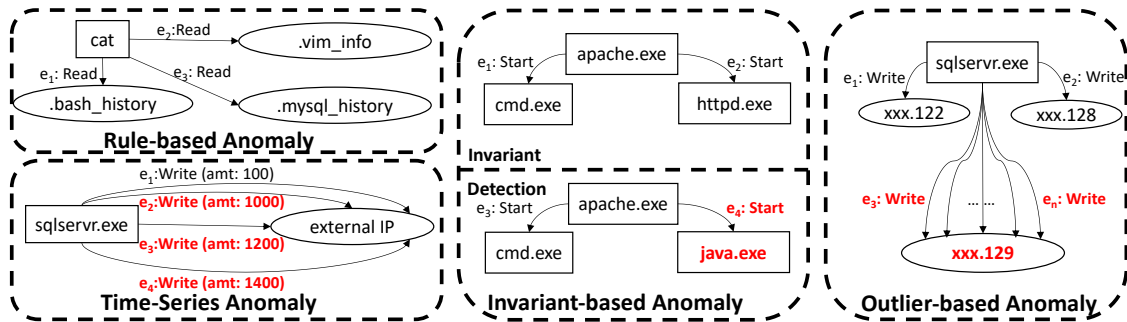 cat
e2:Read
.vim_info
e1: Read
e3: Read
.bash_history
.mysql_history
Rule-based Anomaly
e1:Write (amt: 100)
e2:Write (amt: 1000)
sqlservr.exe
external IP
e3:Write (amt: 1200)
e4:Write (amt: 1400)
Time-Series Anomaly
apache.exe
e1: Start
e2: Start
cmd.exe
httpd.exe
Invariant
Detection
e3: Start
apache.exe
e4: Start
cmd.exe
java.exe
Invariant-based Anomaly
sqlservr.exe
e1: Write
e2: Write
xxx.122
xxx.128
e3: Write
... ...
en: Write
xxx.129
Outlier-based Anomaly